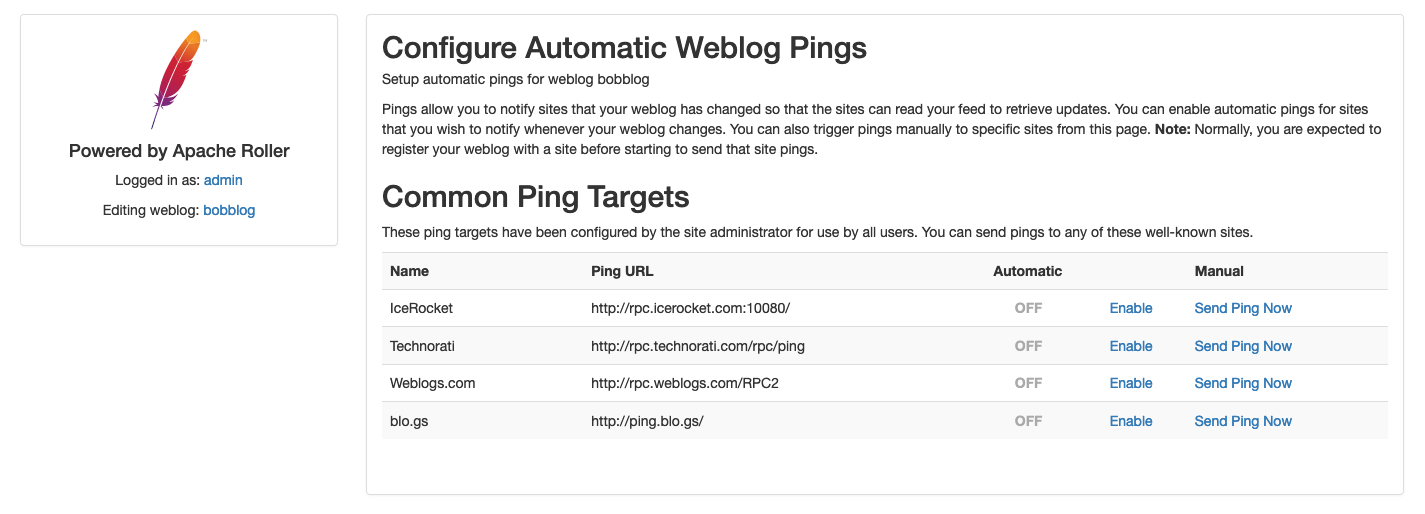 Powered by Apache Roller
Logged in as: admin
Editing weblog: bobblog
Configure Automatic Weblog Pings
Setup automatic pings for weblog bobblog
Pings allow you to notify sites that your weblog has changed so that the sites can read your feed to retrieve updates. You can enable automatic pings for sites
that you wish to notify whenever your weblog changes. You can also trigger pings manually to specific sites from this page. Note: Normally, you are expected to
register your weblog with a site before starting to send that site pings.
Common Ping Targets
These ping targets have been configured by the site administrator for use by all users. You can send pings to any of these well-known sites.
Name Ping URL Automatic Manual
IceRocket http://rpc.icerocket.com:10080/ OFF Enable Send Ping Now
Technorati http://rpc.technorati.com/rpc/ping OFF Enable Send Ping Now
Weblogs.com http://rpc.weblogs.com/RPC2 OFF Enable Send Ping Now
blo.gs http://ping.blo.gs/ OFF Enable Send Ping Now